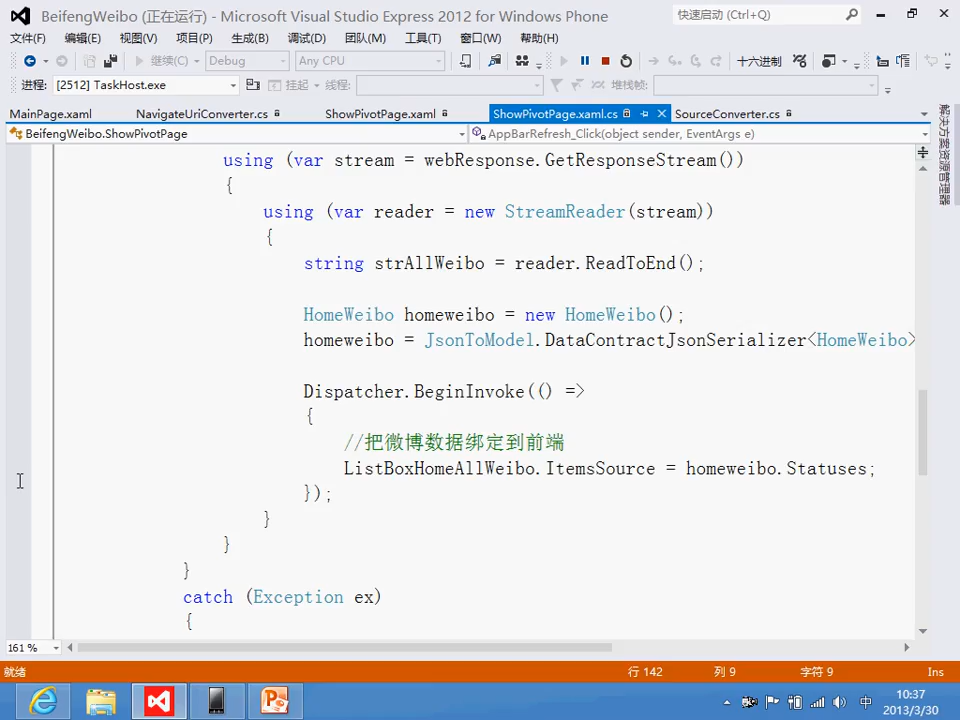 BeifengWeibo (正在运行) - Microsoft Visual Studio Express 2012 for Windows Phone
快速启动 (Ctrl+Q)
文件(F) 编辑(E) 视图(V) 项目(P) 生成(B) 调试(D) 团队(M) 工具(T) 窗口(W) 帮助(H)
继续(C) Debug Any CPU 十六进制
进程: [2512] TaskHost.exe 挂起 线程: 堆栈帧:
MainPage.xaml NavigateUriConverter.cs ShowPivotPage.xaml ShowPivotPage.xaml.cs SourceConverter.cs
BeifengWeibo.ShowPivotPage AppBarRefresh_Click(object sender, EventArgs e)
解决方案资源管理器
using (var stream = webResponse.GetResponseStream())
{
using (var reader = new StreamReader(stream))
{
string strAllWeibo = reader.ReadToEnd();
HomeWeibo homeweibo = new HomeWeibo();
homeweibo = JsonToModel.DataContractJsonSerializer<HomeWeibo>
Dispatcher.BeginInvoke(() =>
{
//把微博数据绑定到前端
ListBoxHomeAllWeibo.ItemsSource = homeweibo.Statuses;
});
}
}
}
catch (Exception ex)
{
161 %
就绪 行 142 列 9 字符 9 Ins
中 10:37
2013/3/30